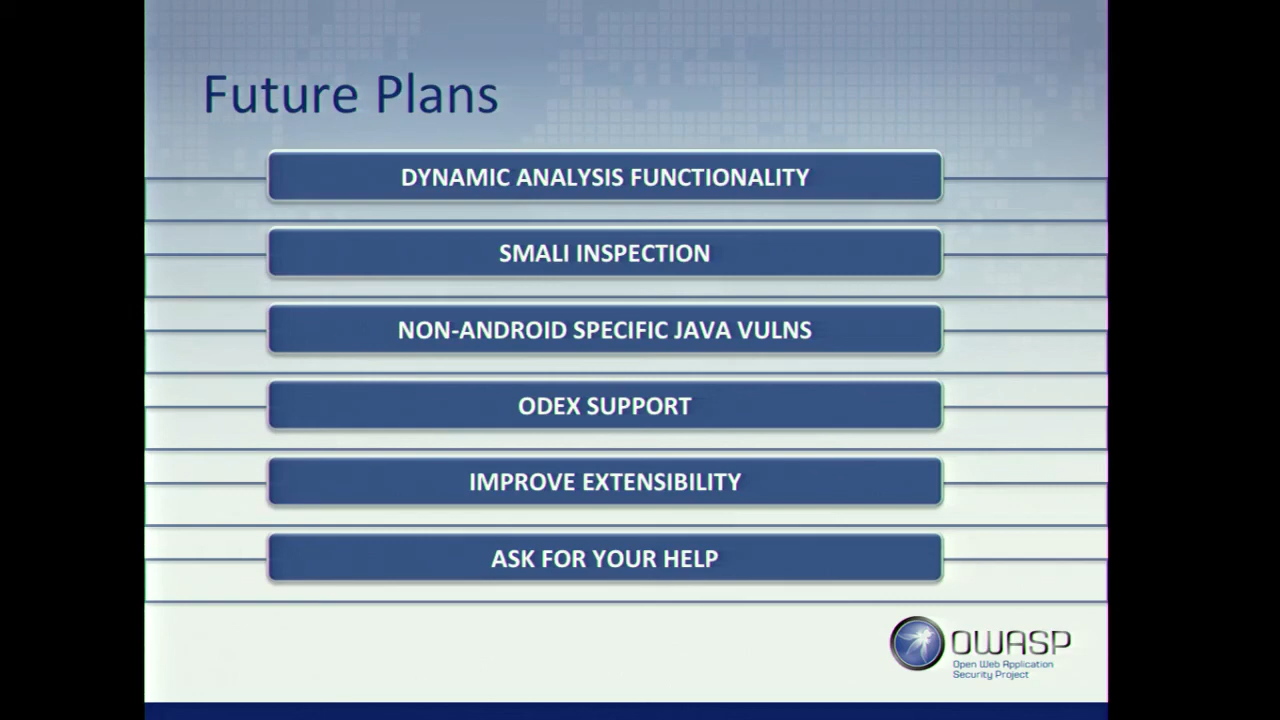 Future Plans
DYNAMIC ANALYSIS FUNCTIONALITY
SMALI INSPECTION
NON-ANDROID SPECIFIC JAVA VULNS
ODEX SUPPORT
IMPROVE EXTENSIBILITY
ASK FOR YOUR HELP
OWASP
Open Web Application
Security Project